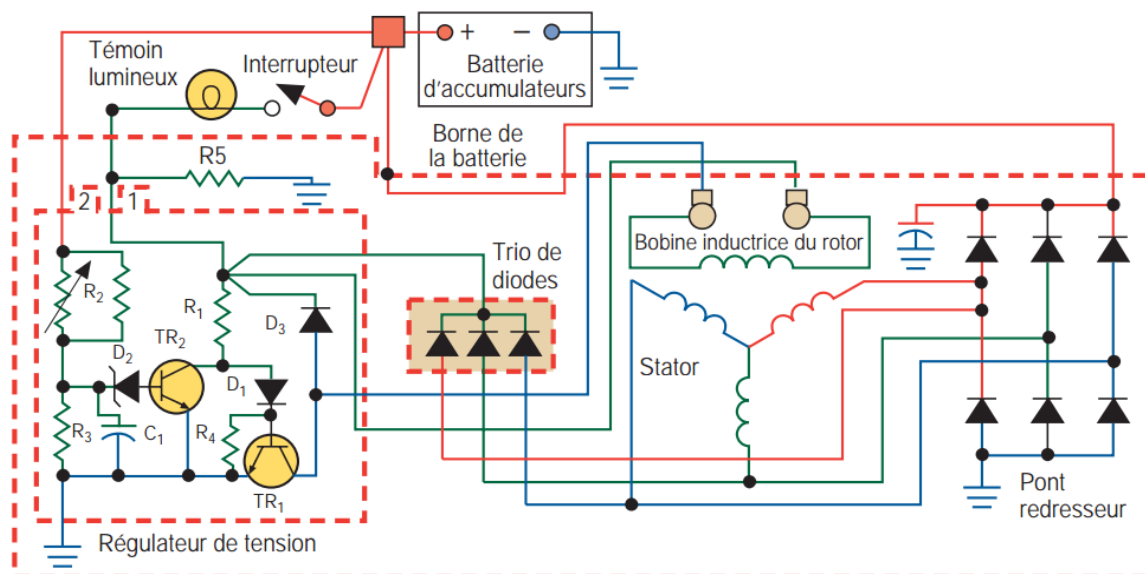 Témoin
lumineux
Interrupteur
+ −
Batterie
d'accumulateurs
Borne de
la batterie
R5
2 1
Bobine inductrice du rotor
Trio de
diodes
R₂
R₁
D₃
TR₂
D₂
D₁
Stator
R₃
C₁
R₄
TR₁
Pont
redresseur
Régulateur de tension